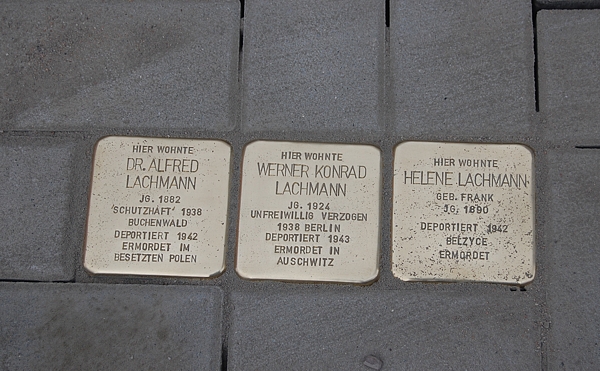 HIER WOHNTE
DR. ALFRED
LACHMANN
JG. 1882
'SCHUTZHAFT' 1938
BUCHENWALD
DEPORTIERT 1942
ERMORDET IM
BESETZTEN POLEN
HIER WOHNTE
WERNER KONRAD
LACHMANN
JG. 1924
UNFREIWILLIG VERZOGEN
1938 BERLIN
DEPORTIERT 1943
ERMORDET IN
AUSCHWITZ
HIER WOHNTE
HELENE LACHMANN
GEB. FRANK
JG. 1890
DEPORTIERT 1942
BELZYCE
ERMORDET